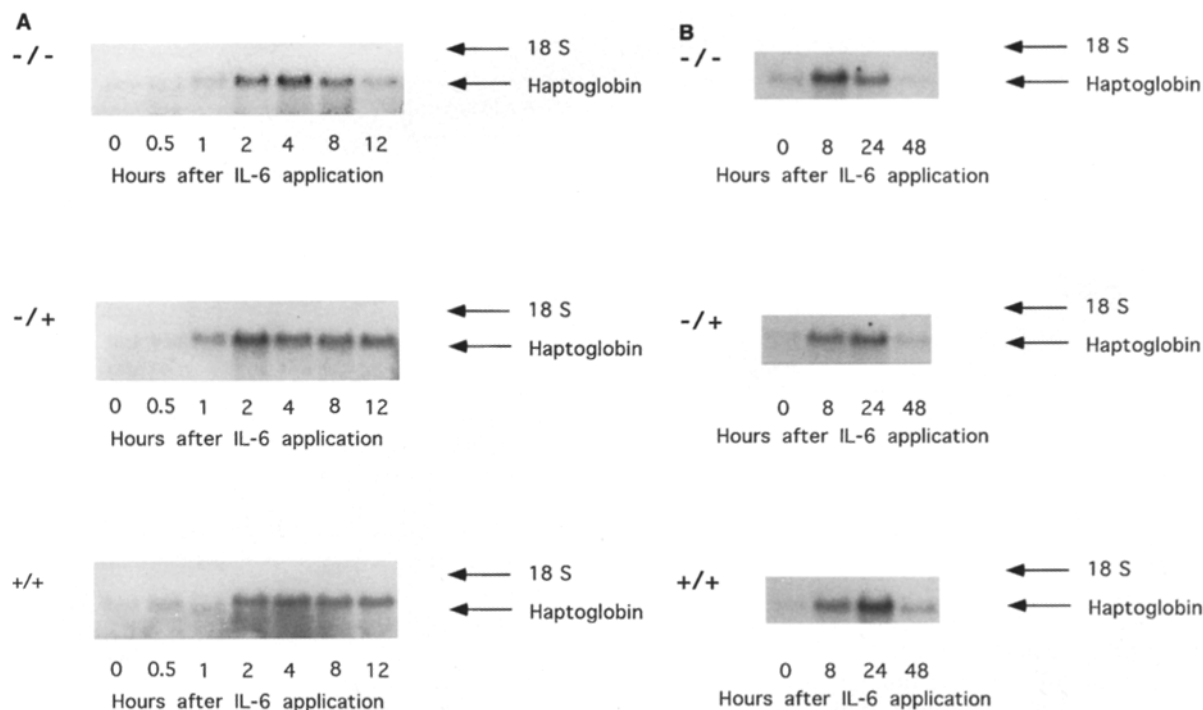 A
-/-
18 S
Haptoglobin
0 0.5 1 2 4 8 12
Hours after IL-6 application
-/+
18 S
Haptoglobin
0 0.5 1 2 4 8 12
Hours after IL-6 application
+/+
18 S
Haptoglobin
0 0.5 1 2 4 8 12
Hours after IL-6 application
B
-/-
18 S
Haptoglobin
0 8 24 48
Hours after IL-6 application
-/+
18 S
Haptoglobin
0 8 24 48
Hours after IL-6 application
+/+
18 S
Haptoglobin
0 8 24 48
Hours after IL-6 application